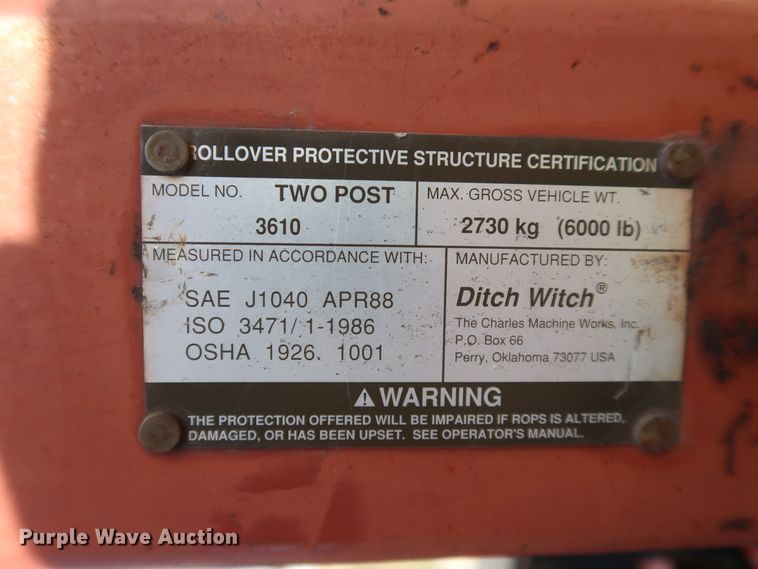 ROLLOVER PROTECTIVE STRUCTURE CERTIFICATION
MODEL NO. TWO POST
3610
MAX. GROSS VEHICLE WT.
2730 kg (6000 lb)
MEASURED IN ACCORDANCE WITH:
SAE J1040 APR88
ISO 3471/1-1986
OSHA 1926. 1001
MANUFACTURED BY:
Ditch Witch®
The Charles Machine Works, Inc.
P.O. Box 66
Perry, Oklahoma 73077 USA
⚠ WARNING
THE PROTECTION OFFERED WILL BE IMPAIRED IF ROPS IS ALTERED,
DAMAGED, OR HAS BEEN UPSET. SEE OPERATOR'S MANUAL.
Purple Wave Auction